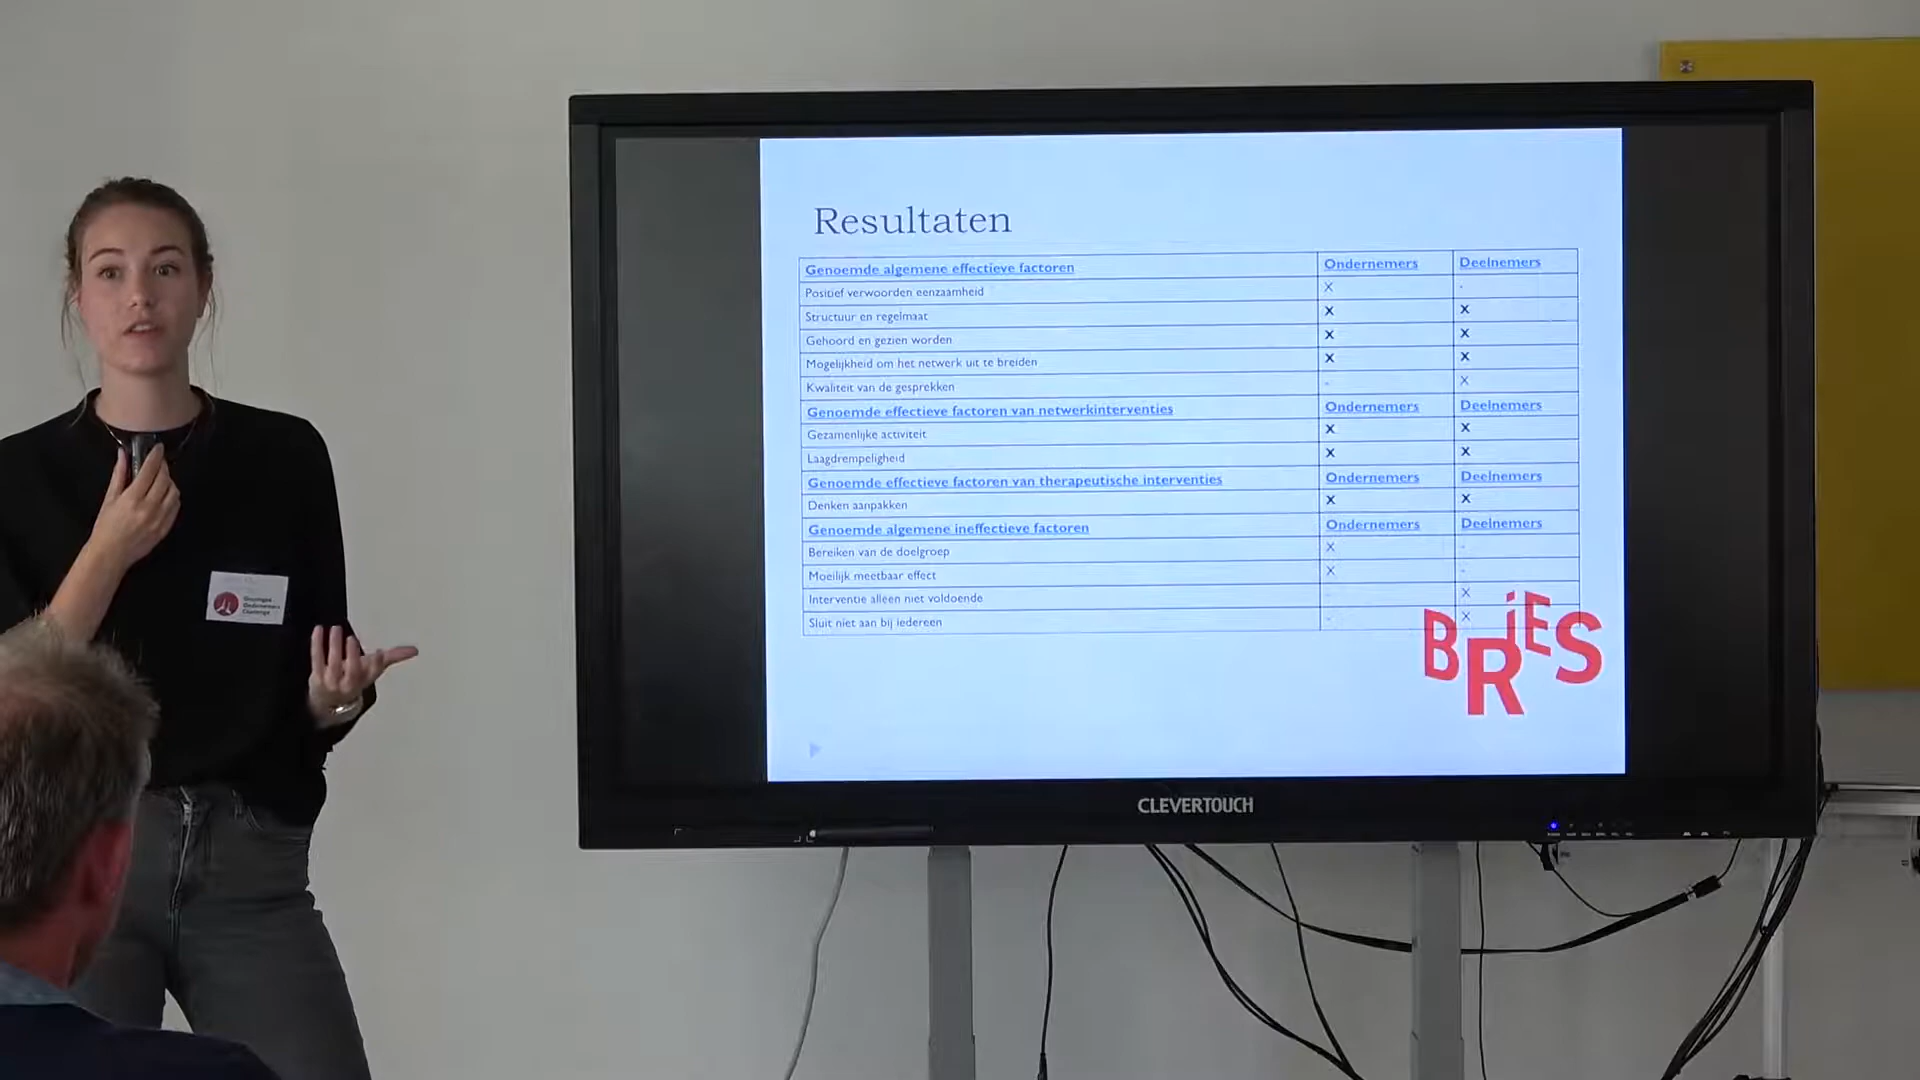 Resultaten
Genoemde algemene effectieve factoren Ondernemers Deelnemers
Positief verwoorden eenzaamheid X -
Structuur en regelmaat X X
Gehoord en gezien worden X X
Mogelijkheid om het netwerk uit te breiden X X
Kwaliteit van de gesprekken - X
Genoemde effectieve factoren van netwerkinterventies Ondernemers Deelnemers
Gezamenlijke activiteit X X
Laagdrempeligheid X X
Genoemde effectieve factoren van therapeutische interventies Ondernemers Deelnemers
Denken aanpakken X X
Genoemde algemene ineffectieve factoren Ondernemers Deelnemers
Bereiken van de doelgroep X -
Moeilijk meetbaar effect X -
Interventie alleen niet voldoende - X
Sluit niet aan bij iedereen - X
BRiES
CLEVERTOUCH
Groningse
Ondernemers
Challenge